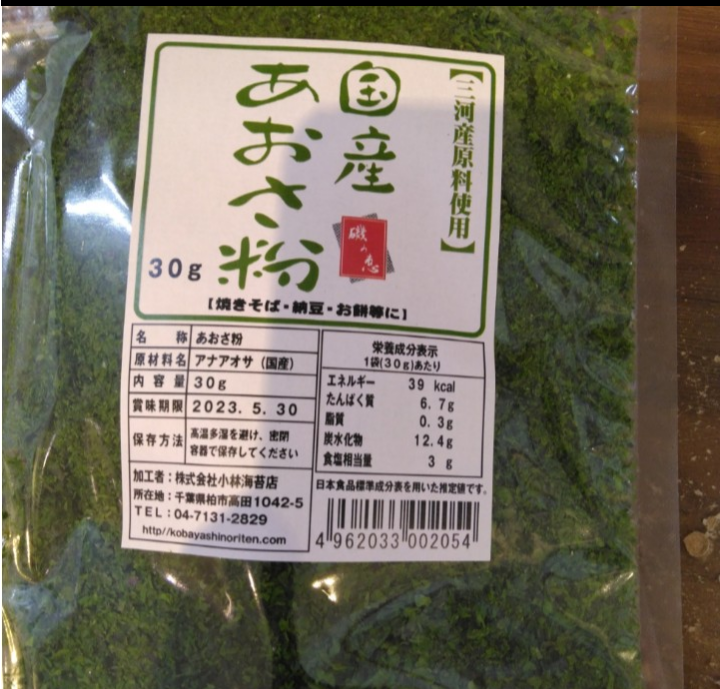 【三河産原料使用】
国産
あおさ粉
磯の恵
30g
【焼きそば・納豆・お餅等に】
名 称 あおさ粉
原材料名 アナアオサ（国産）
内容量 30g
賞味期限 2023. 5. 30
保存方法 高温多湿を避け、密閉
容器で保存してください
加工者：株式会社小林海苔店
所在地：千葉県柏市高田1042-5
TEL：04-7131-2829
http//kobayashinoriten.com
栄養成分表示
1袋(30g)あたり
エネルギー 39 kcal
たんぱく質 6.7g
脂質 0.3g
炭水化物 12.4g
食塩相当量 3 g
日本食品標準成分表を用いた推定値です。
4 962033 002054